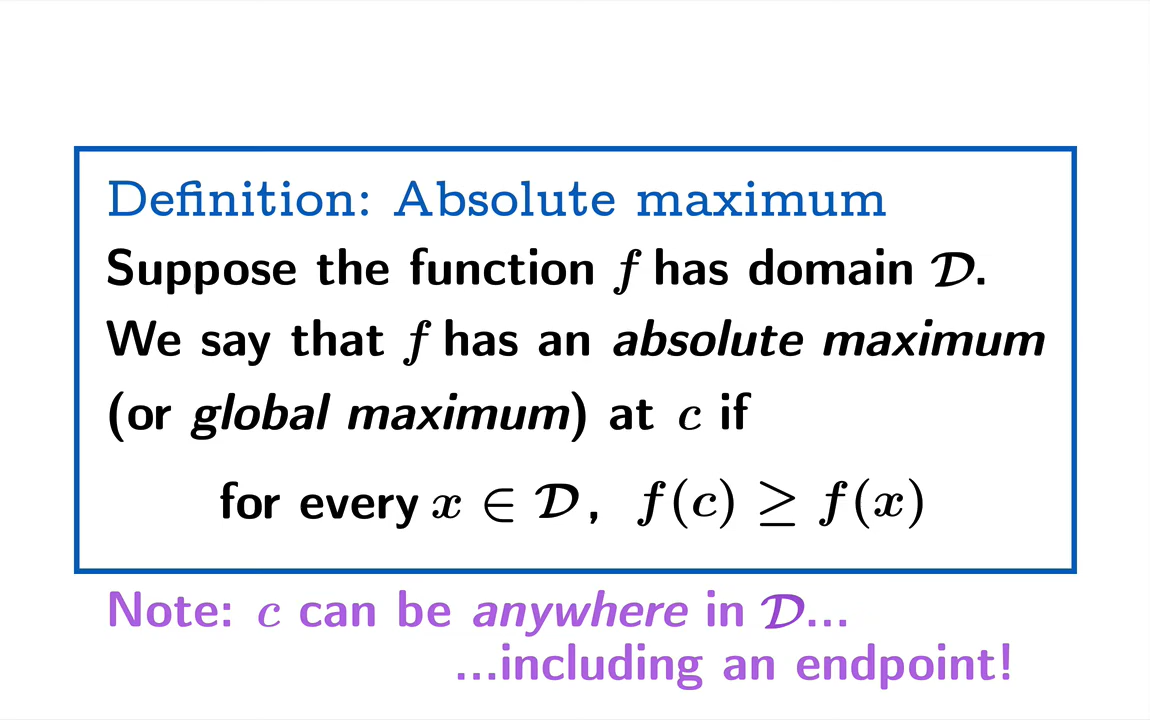 Definition: Absolute maximum
Suppose the function f has domain 𝒟.
We say that f has an absolute maximum
(or global maximum) at c if
for every x ∈ 𝒟, f(c) ≥ f(x)
Note: c can be anywhere in 𝒟...
...including an endpoint!